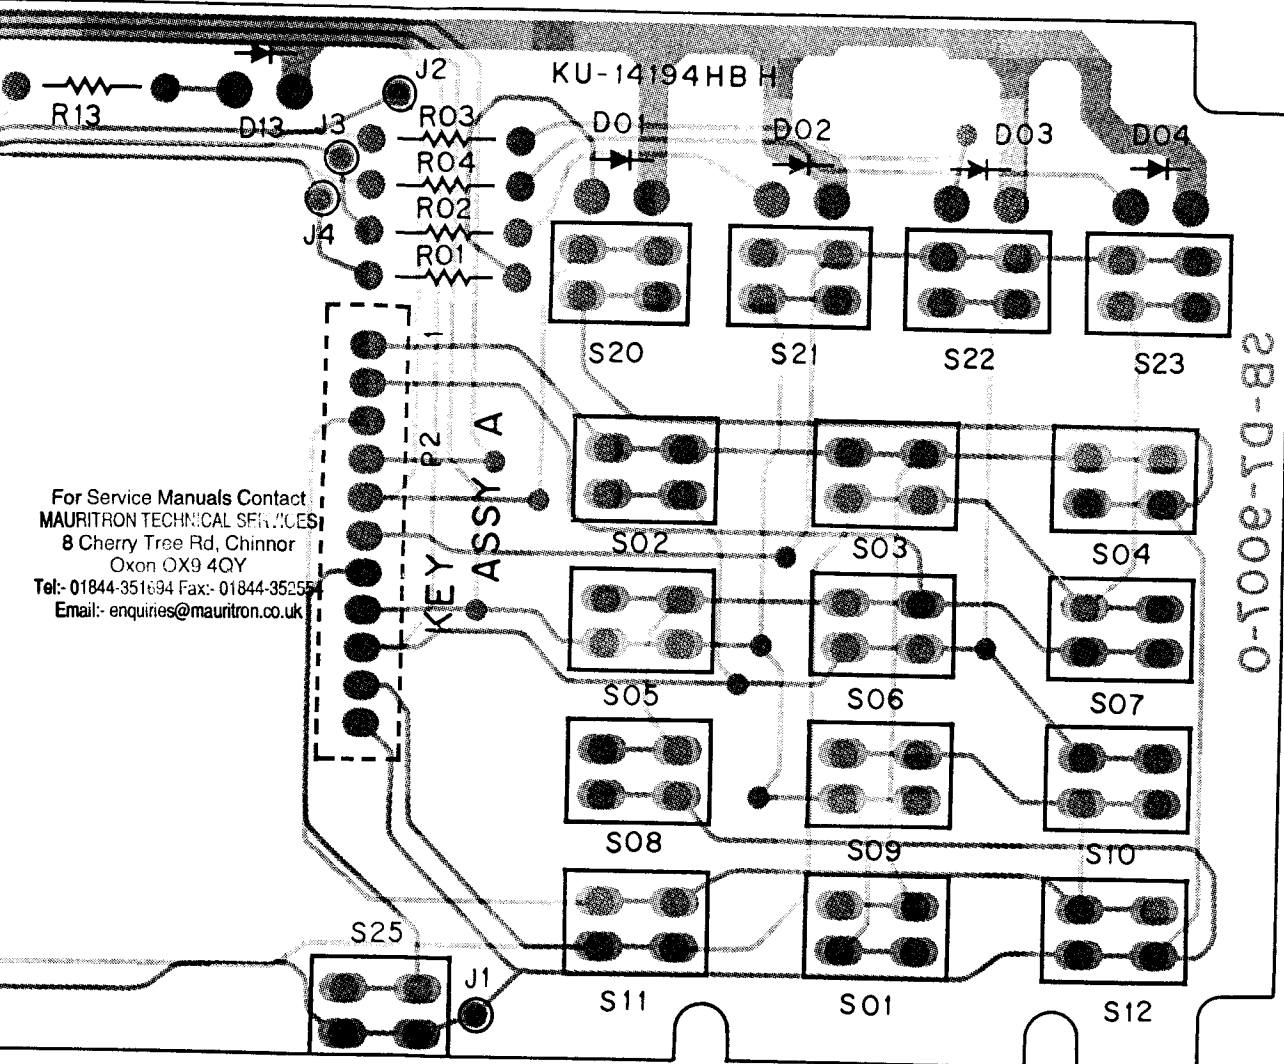 KU-14194HB H
J2
R13
D13
J3
R03
R04
R02
R01
J4
D01
D02
D03
D04
S20
S21
S22
S23
1
P2
KEY ASSY A
SB-D7-9007-0
For Service Manuals Contact
MAURITRON TECHNICAL SERVICES
8 Cherry Tree Rd, Chinnor
Oxon OX9 4QY
Tel:- 01844-351694 Fax:- 01844-352554
Email:- enquiries@mauritron.co.uk
S02
S03
S04
S05
S06
S07
S08
S09
S10
S25
J1
S11
S01
S12